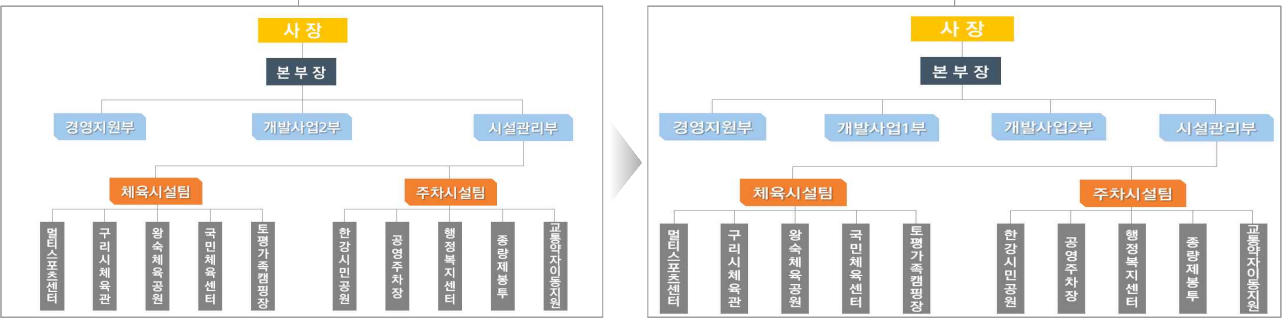 사 장
본 부 장
경영지원부
개발사업2부
시설관리부
체육시설팀
주차시설팀
멀티스포츠센터
구리시체육관
왕숙체육공원
국민체육센터
토평가족캠핑장
한강시민공원
공영주차장
행정복지센터
종량제봉투
교통약자이동지원
사 장
본 부 장
경영지원부
개발사업1부
개발사업2부
시설관리부
체육시설팀
주차시설팀
멀티스포츠센터
구리시체육관
왕숙체육공원
국민체육센터
토평가족캠핑장
한강시민공원
공영주차장
행정복지센터
종량제봉투
교통약자이동지원